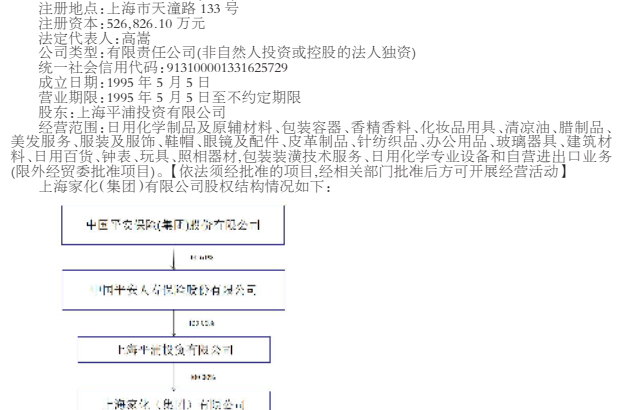 注册地点:上海市天潼路 133 号
注册资本:526,826.10 万元
法定代表人:高嵩
公司类型:有限责任公司(非自然人投资或控股的法人独资)
统一社会信用代码:913100001331625729
成立日期:1995 年 5 月 5 日
营业期限:1995 年 5 月 5 日至不约定期限
股东:上海平浦投资有限公司
经营范围:日用化学制品及原辅材料、包装容器、香精香料、化妆品用具、清凉油、腊制品、
美发服务、服装及服饰、鞋帽、眼镜及配件、皮革制品、针纺织品、办公用品、玻璃器具、建筑材
料、日用百货、钟表、玩具、照相器材,包装装潢技术服务、日用化学专业设备和自营进出口业务
(限外经贸委批准项目)。【依法须经批准的项目,经相关部门批准后方可开展经营活动】
上海家化(集团)有限公司股权结构情况如下:
中国平安保险(集团)股份有限公司
中国平安人寿保险股份有限公司
上海平浦投资有限公司
上海家化(集团)有限公司